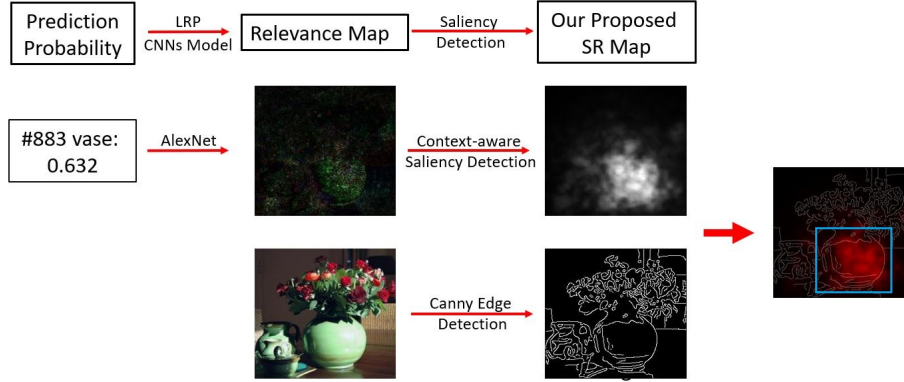 Prediction
Probability
LRP
CNNs Model
Relevance Map
Saliency
Detection
Our Proposed
SR Map
#883 vase:
0.632
AlexNet
Context-aware
Saliency Detection
Canny Edge
Detection